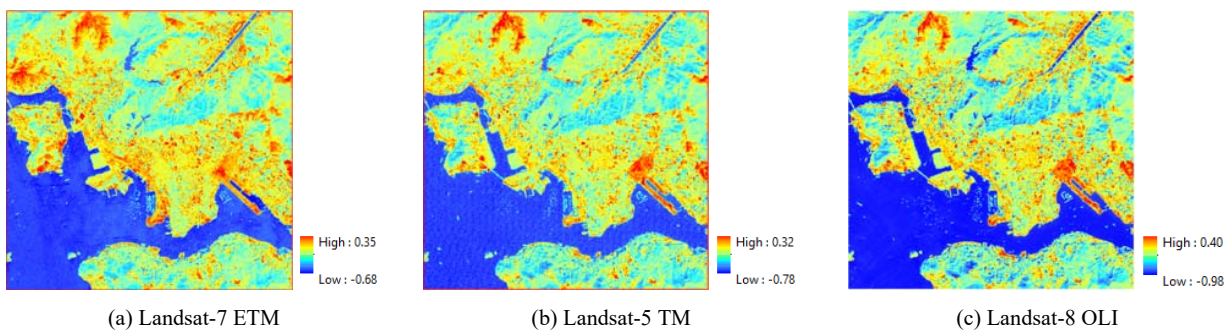 High : 0.35
Low : -0.68
High : 0.32
Low : -0.78
High : 0.40
Low : -0.98
(a) Landsat-7 ETM
(b) Landsat-5 TM
(c) Landsat-8 OLI